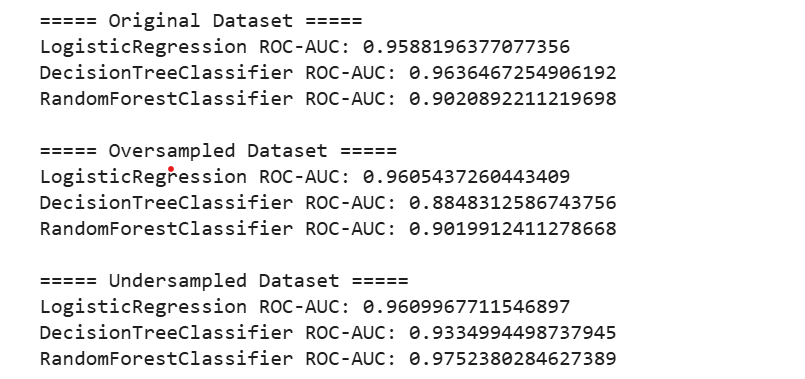 ===== Original Dataset =====
LogisticRegression ROC-AUC: 0.9588196377077356
DecisionTreeClassifier ROC-AUC: 0.9636467254906192
RandomForestClassifier ROC-AUC: 0.9020892211219698
===== Oversampled Dataset =====
LogisticRegression ROC-AUC: 0.9605437260443409
DecisionTreeClassifier ROC-AUC: 0.8848312586743756
RandomForestClassifier ROC-AUC: 0.9019912411278668
===== Undersampled Dataset =====
LogisticRegression ROC-AUC: 0.9609967711546897
DecisionTreeClassifier ROC-AUC: 0.9334994498737945
RandomForestClassifier ROC-AUC: 0.9752380284627389